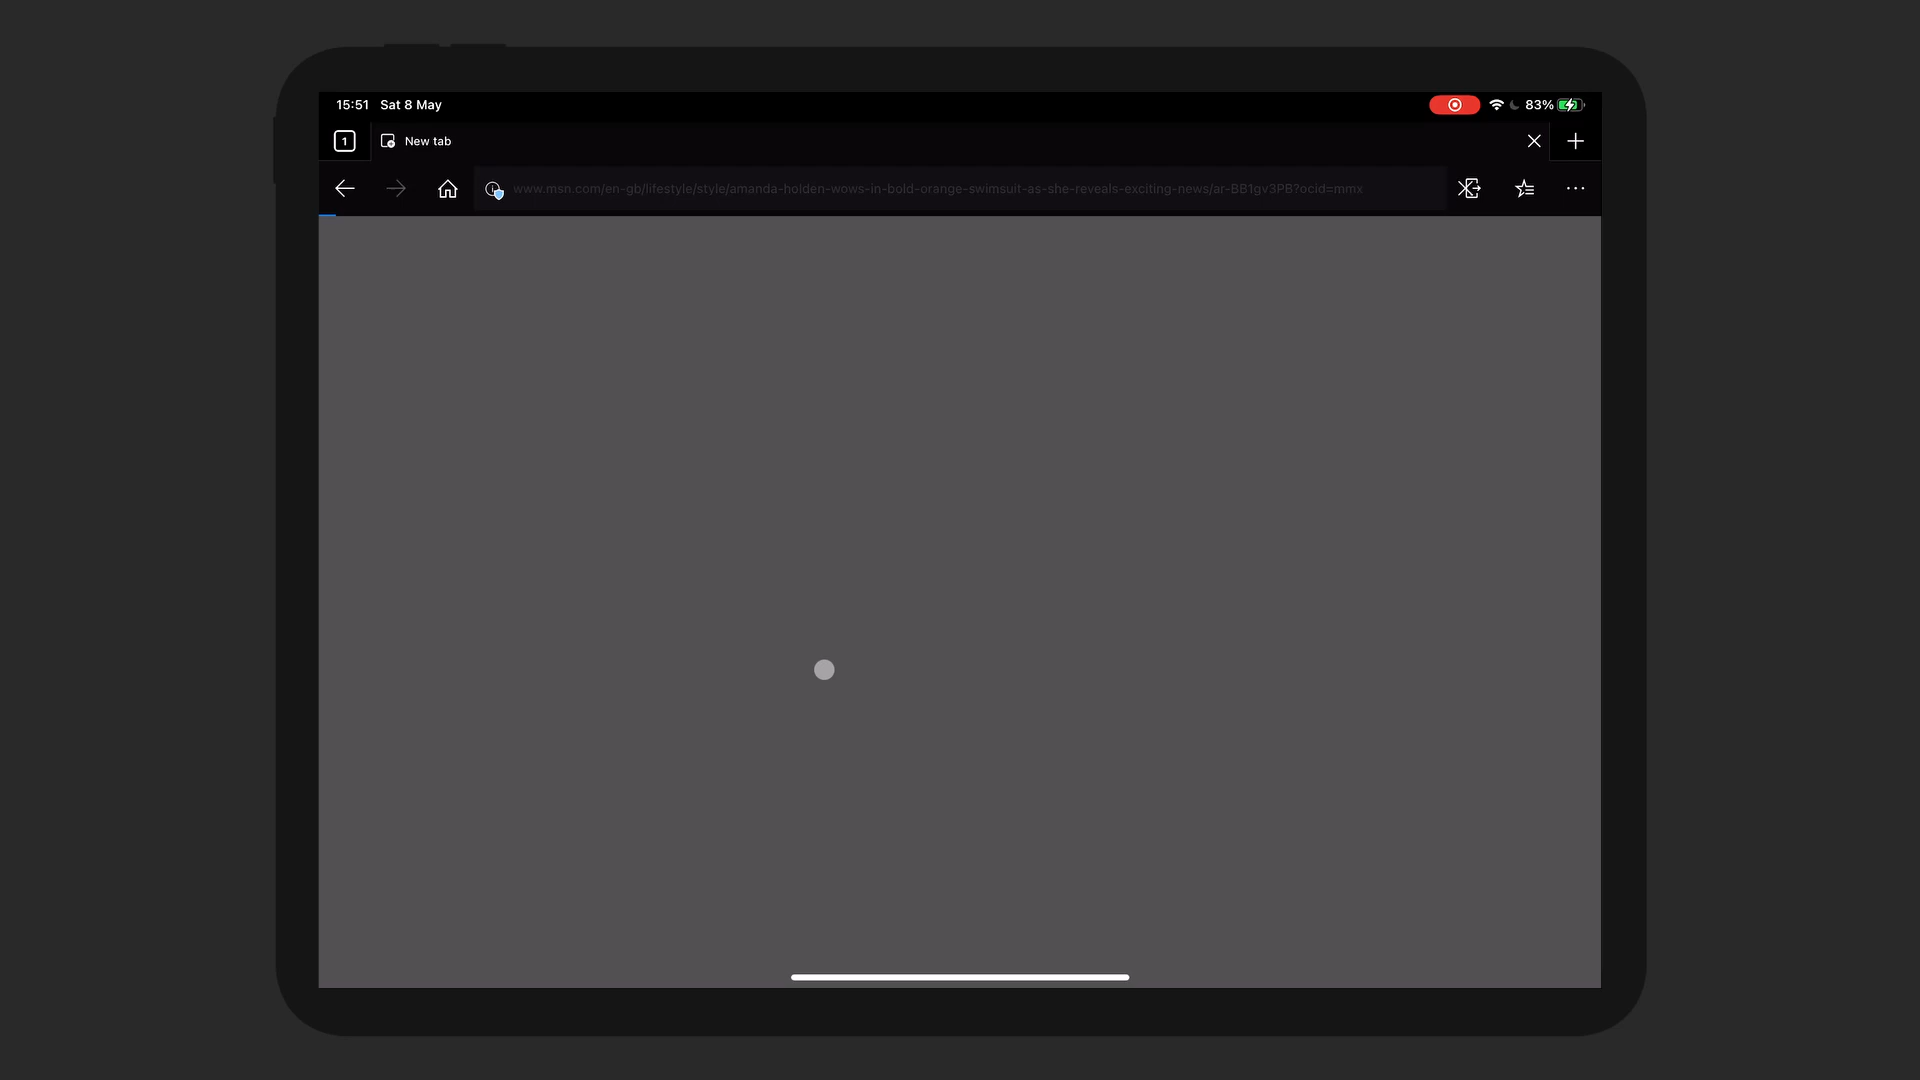 15:51 Sat 8 May 83%
1 New tab
www.msn.com/en-gb/lifestyle/style/amanda-holden-wows-in-bold-orange-swimsuit-as-she-reveals-exciting-news/ar-BB1gv3PB?ocid=mmx